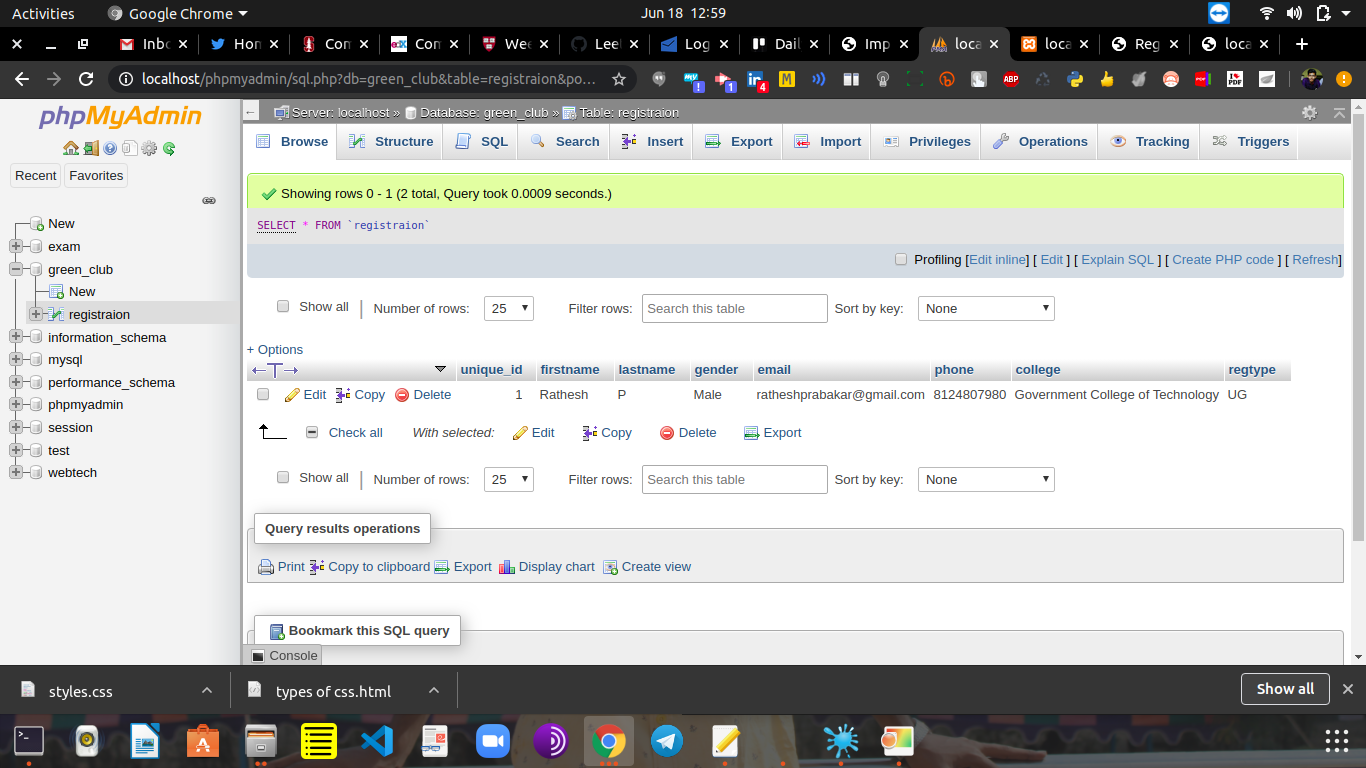 Activities Google Chrome Jun 18 12:59
Inb Hon Con Con Wee Leet Log Dail Imp loca loca Reg loca
localhost/phpmyadmin/sql.php?db=green_club&table=registraion&po...
phpMyAdmin
Recent Favorites
New
exam
green_club
New
registraion
information_schema
mysql
performance_schema
phpmyadmin
session
test
webtech
Server: localhost » Database: green_club » Table: registraion
Browse Structure SQL Search Insert Export Import Privileges Operations Tracking Triggers
Showing rows 0 - 1 (2 total, Query took 0.0009 seconds.)
SELECT * FROM `registraion`
Profiling [Edit inline] [ Edit ] [ Explain SQL ] [ Create PHP code ] [ Refresh]
Show all | Number of rows: 25 Filter rows: Search this table Sort by key: None
+ Options
←T→ unique_id firstname lastname gender email phone college regtype
Edit Copy Delete 1 Rathesh P Male ratheshprabakar@gmail.com 8124807980 Government College of Technology UG
Check all With selected: Edit Copy Delete Export
Show all | Number of rows: 25 Filter rows: Search this table Sort by key: None
Query results operations
Print Copy to clipboard Export Display chart Create view
Bookmark this SQL query
Console
styles.css types of css.html Show all